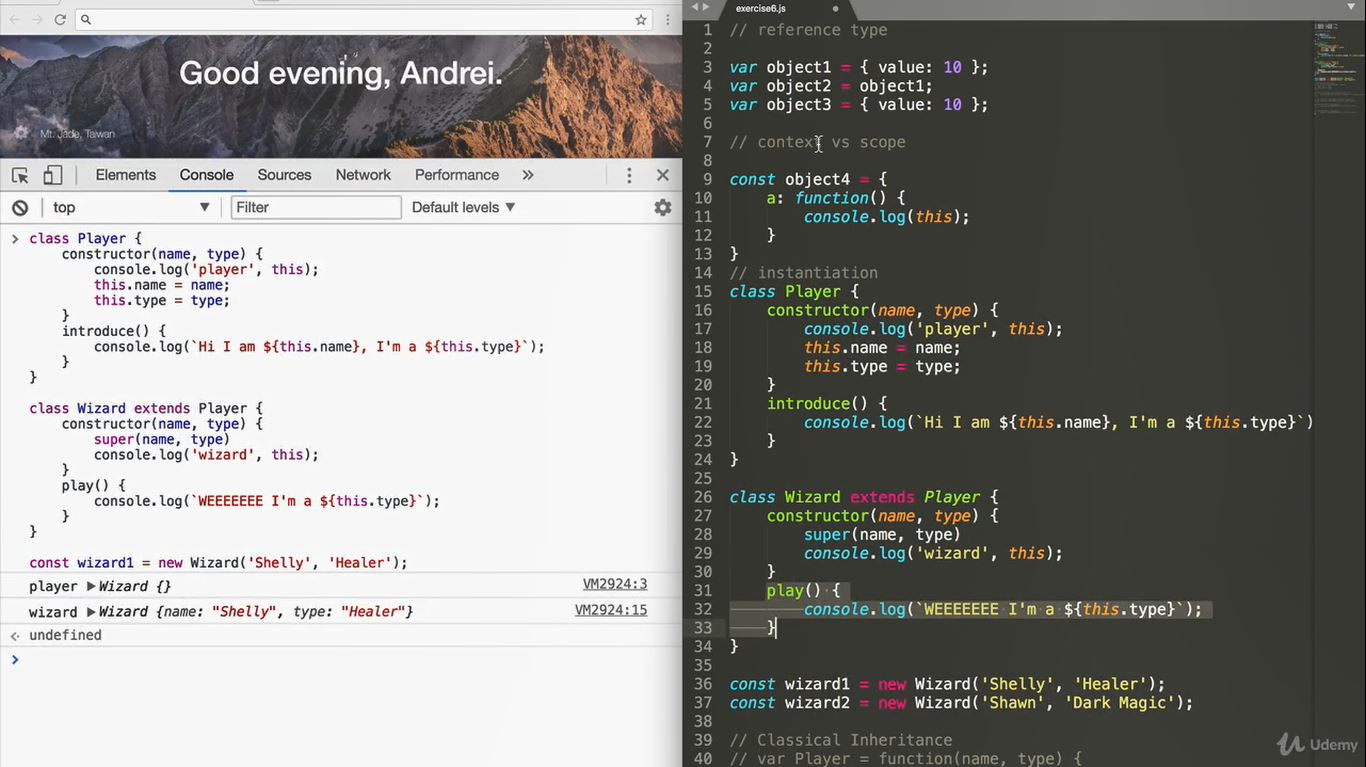 Good evening, Andrei.
Mt. Jade, Taiwan
Elements Console Sources Network Performance »
top Filter Default levels
class Player {
constructor(name, type) {
console.log('player', this);
this.name = name;
this.type = type;
}
introduce() {
console.log(`Hi I am ${this.name}, I'm a ${this.type}`);
}
}
class Wizard extends Player {
constructor(name, type) {
super(name, type)
console.log('wizard', this);
}
play() {
console.log(`WEEEEEEE I'm a ${this.type}`);
}
}
const wizard1 = new Wizard('Shelly', 'Healer');
player ▶Wizard {} VM2924:3
wizard ▶Wizard {name: "Shelly", type: "Healer"} VM2924:15
undefined
exercise6.js
1 // reference type
2
3 var object1 = { value: 10 };
4 var object2 = object1;
5 var object3 = { value: 10 };
6
7 // context vs scope
8
9 const object4 = {
10 a: function() {
11 console.log(this);
12 }
13 }
14 // instantiation
15 class Player {
16 constructor(name, type) {
17 console.log('player', this);
18 this.name = name;
19 this.type = type;
20 }
21 introduce() {
22 console.log(`Hi I am ${this.name}, I'm a ${this.type}`)
23 }
24 }
25
26 class Wizard extends Player {
27 constructor(name, type) {
28 super(name, type)
29 console.log('wizard', this);
30 }
31 play() {
32 console.log(`WEEEEEEE I'm a ${this.type}`);
33 }
34 }
35
36 const wizard1 = new Wizard('Shelly', 'Healer');
37 const wizard2 = new Wizard('Shawn', 'Dark Magic');
38
39 // Classical Inheritance
40 // var Player = function(name, type) {
Udemy